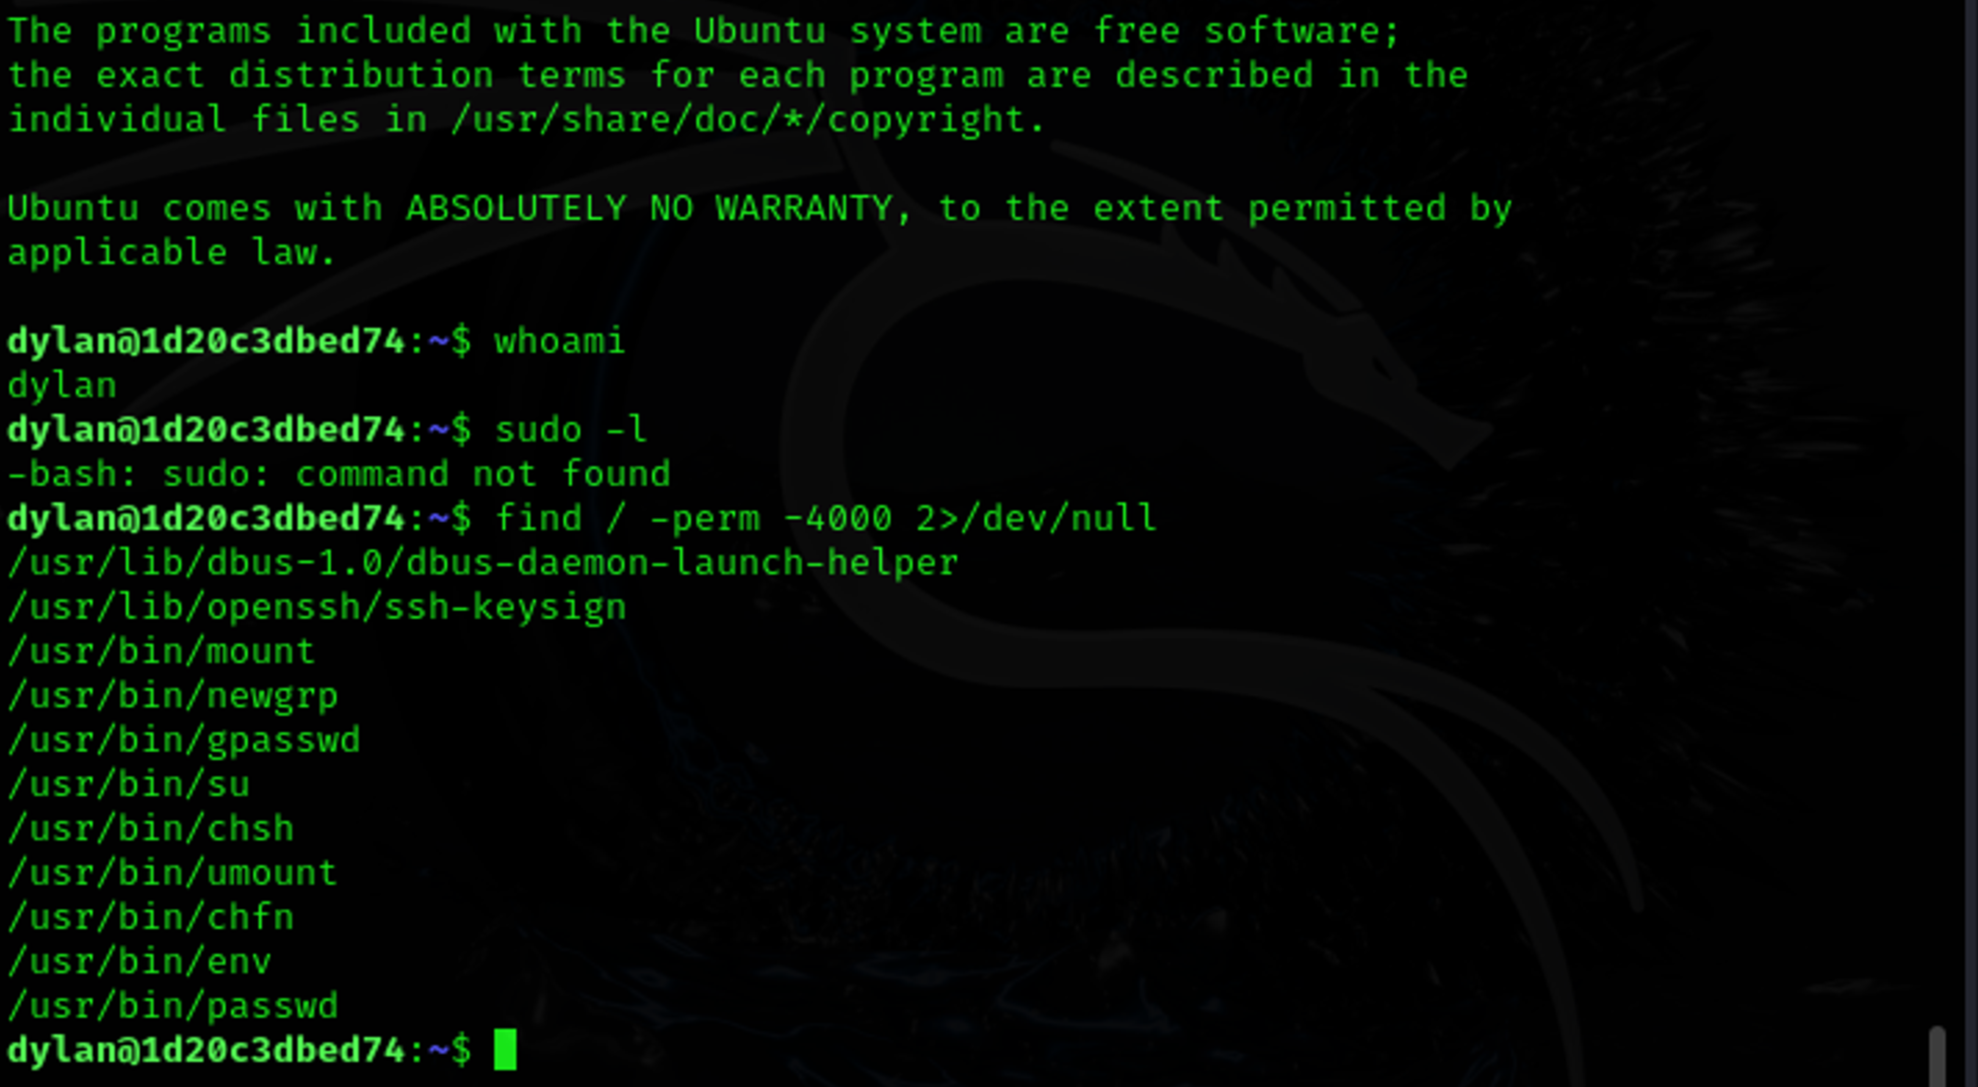 The programs included with the Ubuntu system are free software;
the exact distribution terms for each program are described in the
individual files in /usr/share/doc/*/copyright.
Ubuntu comes with ABSOLUTELY NO WARRANTY, to the extent permitted by
applicable law.
dylan@1d20c3dbed74:~$ whoami
dylan
dylan@1d20c3dbed74:~$ sudo -l
-bash: sudo: command not found
dylan@1d20c3dbed74:~$ find / -perm -4000 2>/dev/null
/usr/lib/dbus-1.0/dbus-daemon-launch-helper
/usr/lib/openssh/ssh-keysign
/usr/bin/mount
/usr/bin/newgrp
/usr/bin/gpasswd
/usr/bin/su
/usr/bin/chsh
/usr/bin/umount
/usr/bin/chfn
/usr/bin/env
/usr/bin/passwd
dylan@1d20c3dbed74:~$